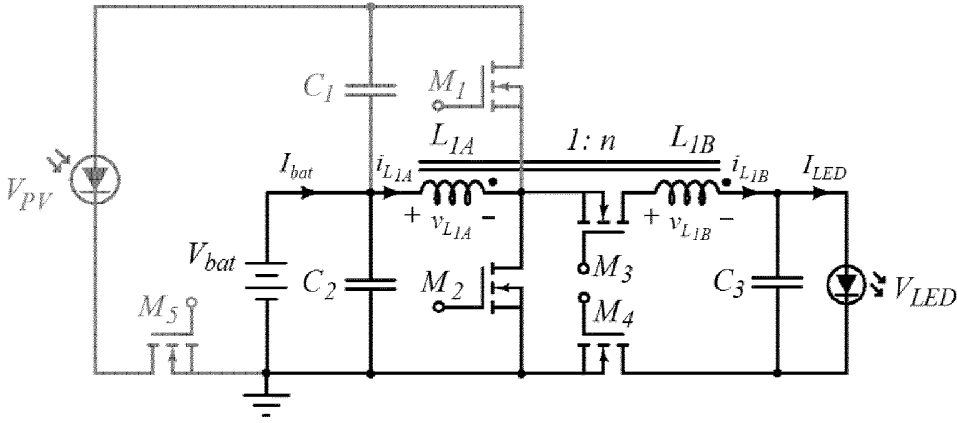 C1
M1
L1A
1: n
L1B
VPV
Ibat
iL1A
iL1B
ILED
+ vL1A −
+ vL1B −
Vbat
C2
M2
M3
C3
VLED
M5
M4